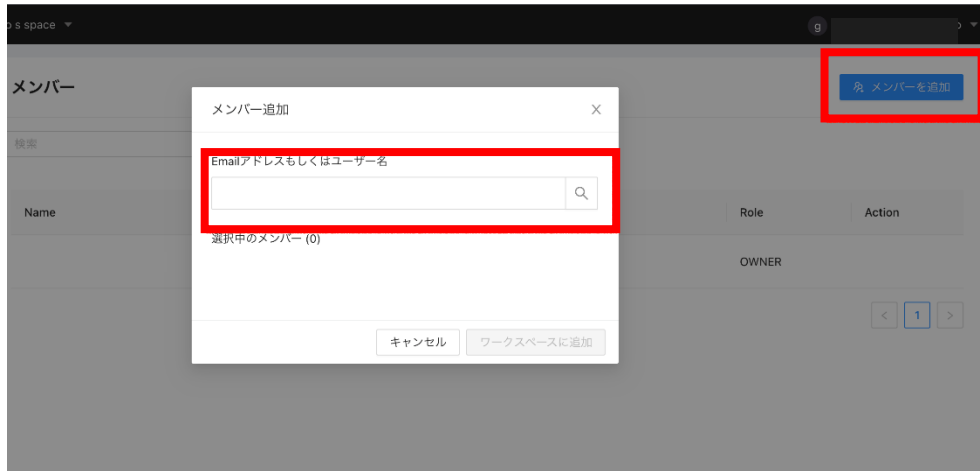 s space
g
メンバー
メンバーを追加
検索
メンバー追加
Emailアドレスもしくはユーザー名
選択中のメンバー (0)
キャンセル
ワークスペースに追加
Name
Role
Action
OWNER
1